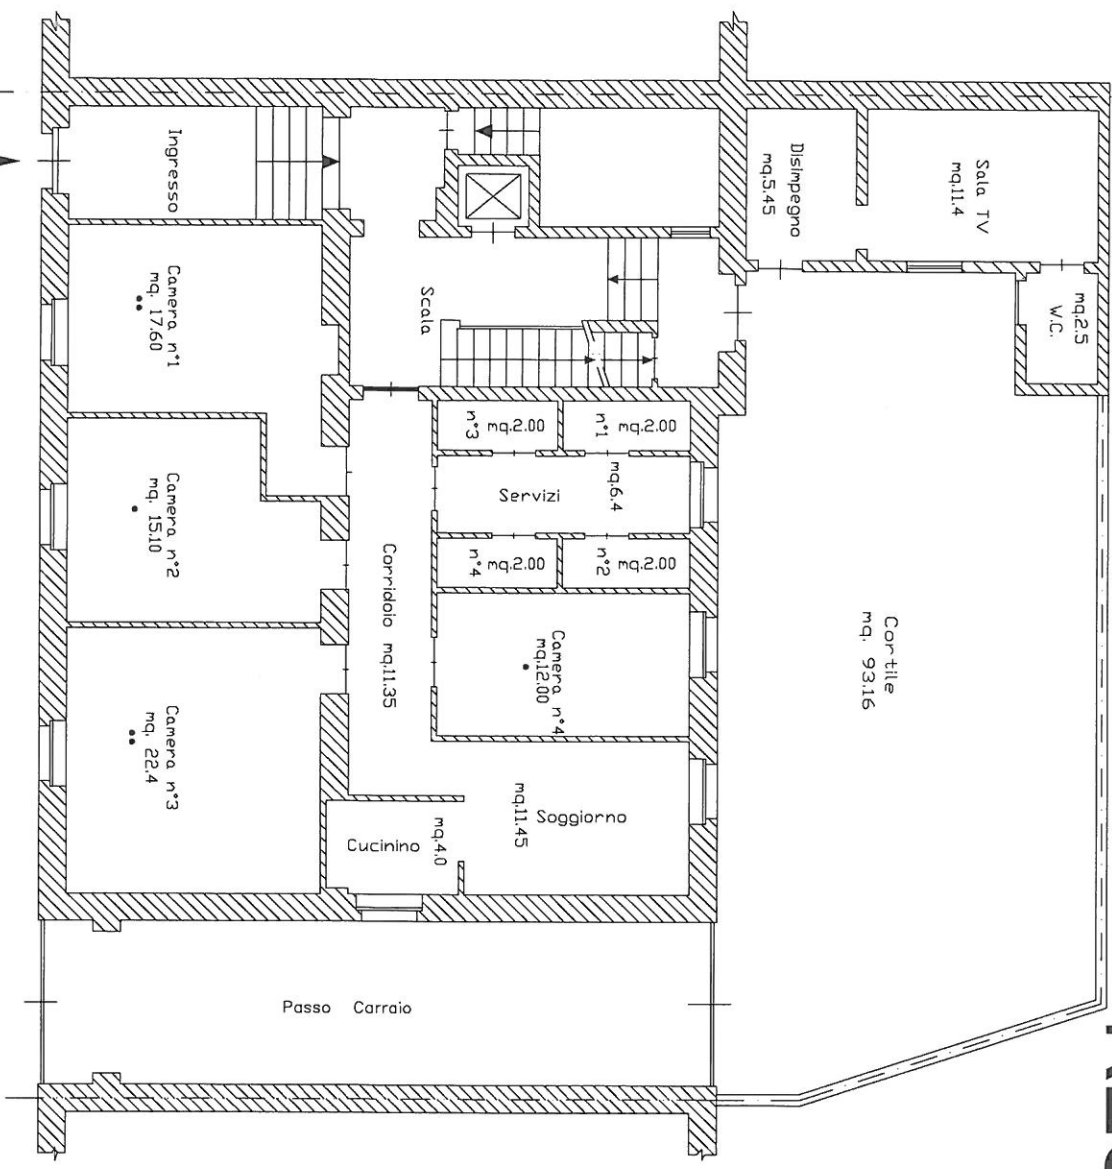 Ingresso
Disimpegno
mq.5.45
Sala TV
mq.11.4
mq.2.5
W.C.
Camera n°1
mq. 17.60
Scala
n°3 mq.2.00
n°1 mq.2.00
Servizi
mq.6.4
n°4 mq.2.00
n°2 mq.2.00
Camera n°2
mq. 15.10
Corridoio mq.11.35
Camera n°4
mq.12.00
Cortile
mq. 93.16
Camera n°3
mq. 22.4
Cucinino
mq.4.0
Soggiorno
mq.11.45
Passo Carraio